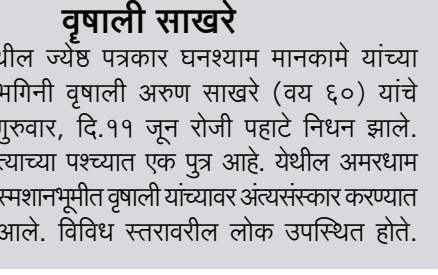 वृषाली साखरे
थील ज्येष्ठ पत्रकार घनश्याम मानकामे यांच्या
भगिनी वृषाली अरुण साखरे (वय ६०) यांचे
गुरुवार, दि.११ जून रोजी पहाटे निधन झाले.
त्याच्या पश्च्यात एक पुत्र आहे. येथील अमरधाम
स्मशानभूमीत वृषाली यांच्यावर अंत्यसंस्कार करण्यात
आले. विविध स्तरावरील लोक उपस्थित होते.